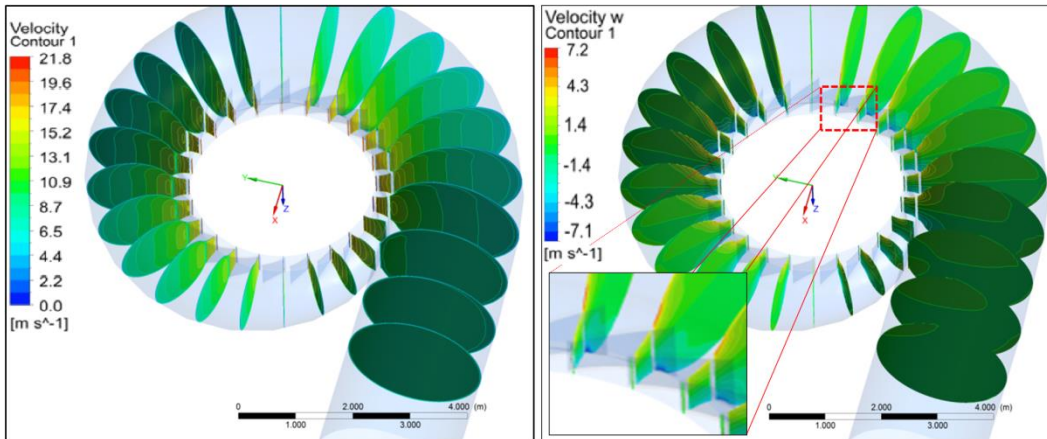 Velocity
Contour 1
21.8
19.6
17.4
15.2
13.1
10.9
8.7
6.5
4.4
2.2
0.0
[m s^-1]
Y
X
Z
0
2.000
4.000
(m)
1.000
3.000
Velocity w
Contour 1
7.2
4.3
1.4
-1.4
-4.3
-7.1
[m s^-1]
Y
X
Z
0
2.000
4.000 (m)
1.000
3.000